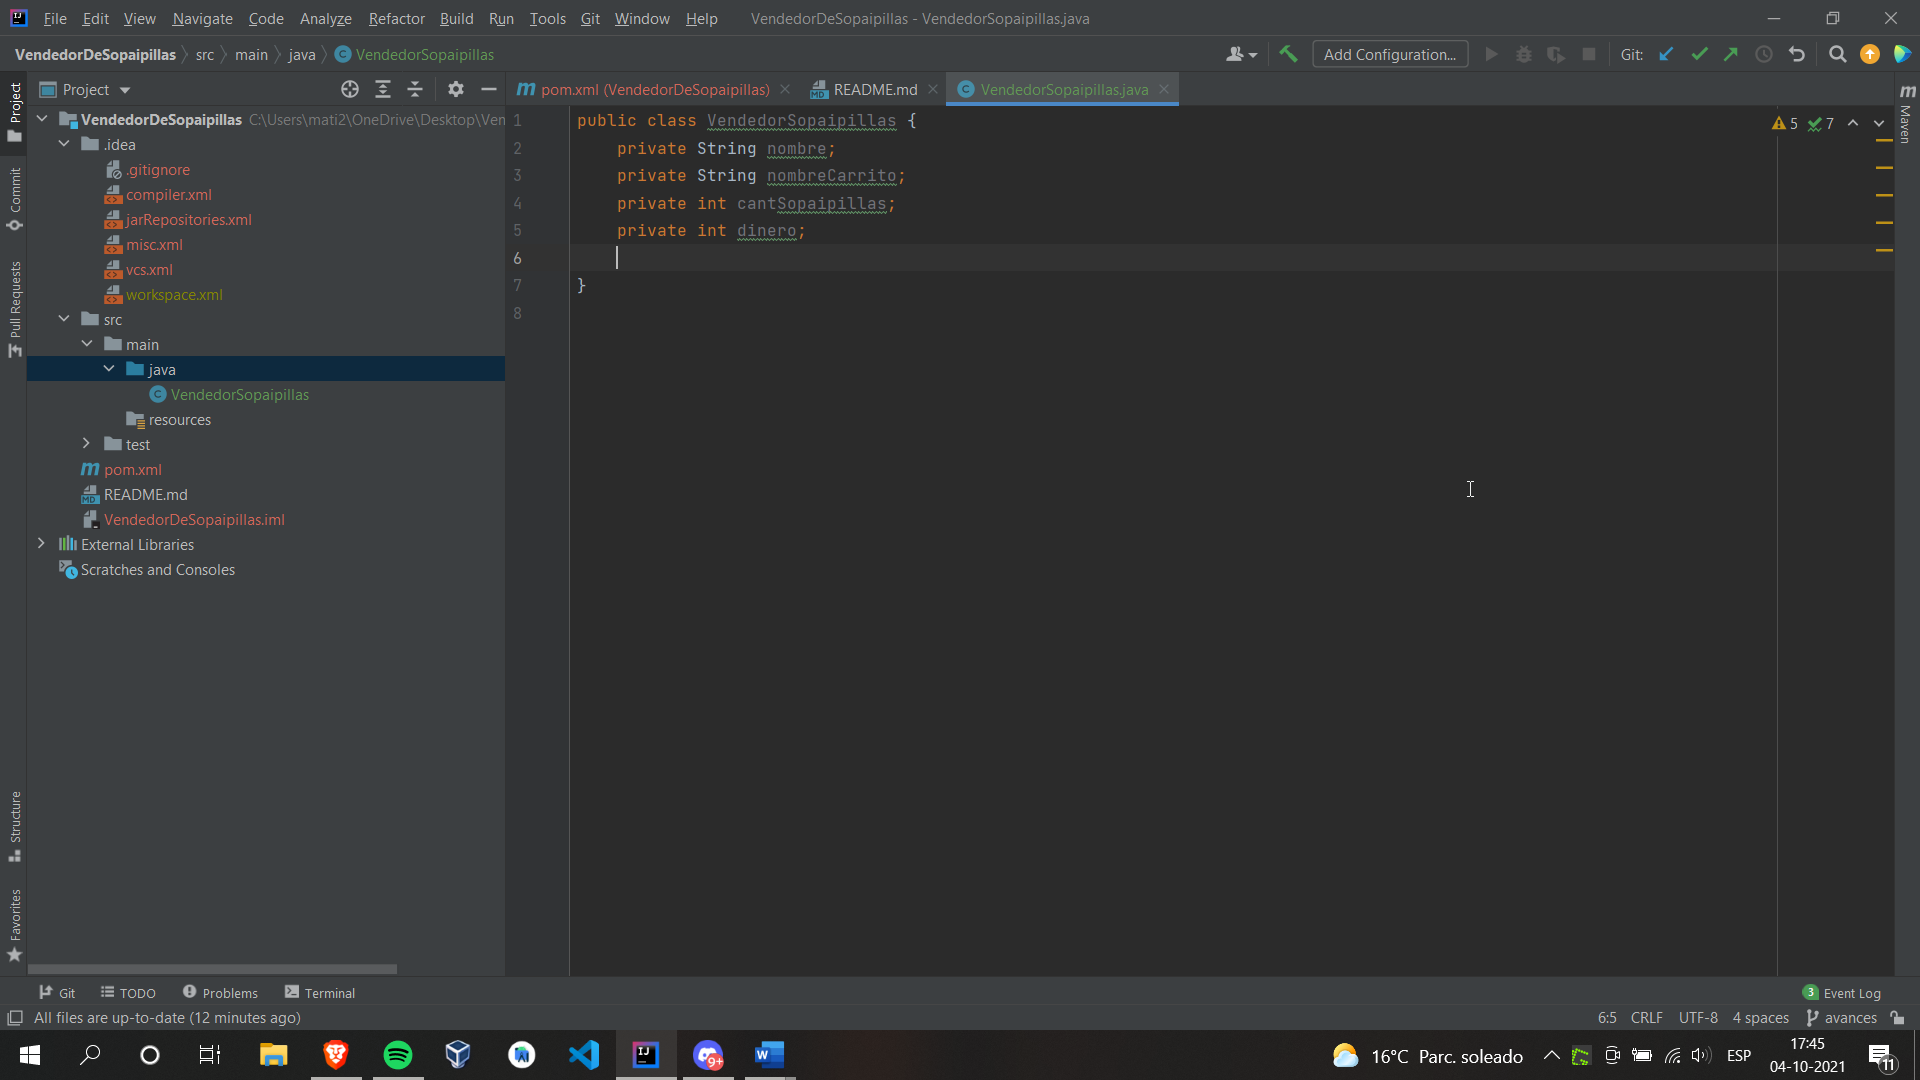 File Edit View Navigate Code Analyze Refactor Build Run Tools Git Window Help VendedorDeSopaipillas - VendedorSopaipillas.java
VendedorDeSopaipillas src main java VendedorSopaipillas Add Configuration... Git:
Project
pom.xml (VendedorDeSopaipillas) README.md VendedorSopaipillas.java
VendedorDeSopaipillas C:\Users\mati2\OneDrive\Desktop\Ven
.idea
.gitignore
compiler.xml
jarRepositories.xml
misc.xml
vcs.xml
workspace.xml
src
main
java
VendedorSopaipillas
resources
test
pom.xml
README.md
VendedorDeSopaipillas.iml
External Libraries
Scratches and Consoles
1 public class VendedorSopaipillas {
2 private String nombre;
3 private String nombreCarrito;
4 private int cantSopaipillas;
5 private int dinero;
6
7 }
8
5 7
Project
Commit
Pull Requests
Structure
Favorites
Maven
Git TODO Problems Terminal 3 Event Log
All files are up-to-date (12 minutes ago) 6:5 CRLF UTF-8 4 spaces avances
9+ 16°C Parc. soleado ESP 17:45
04-10-2021 11